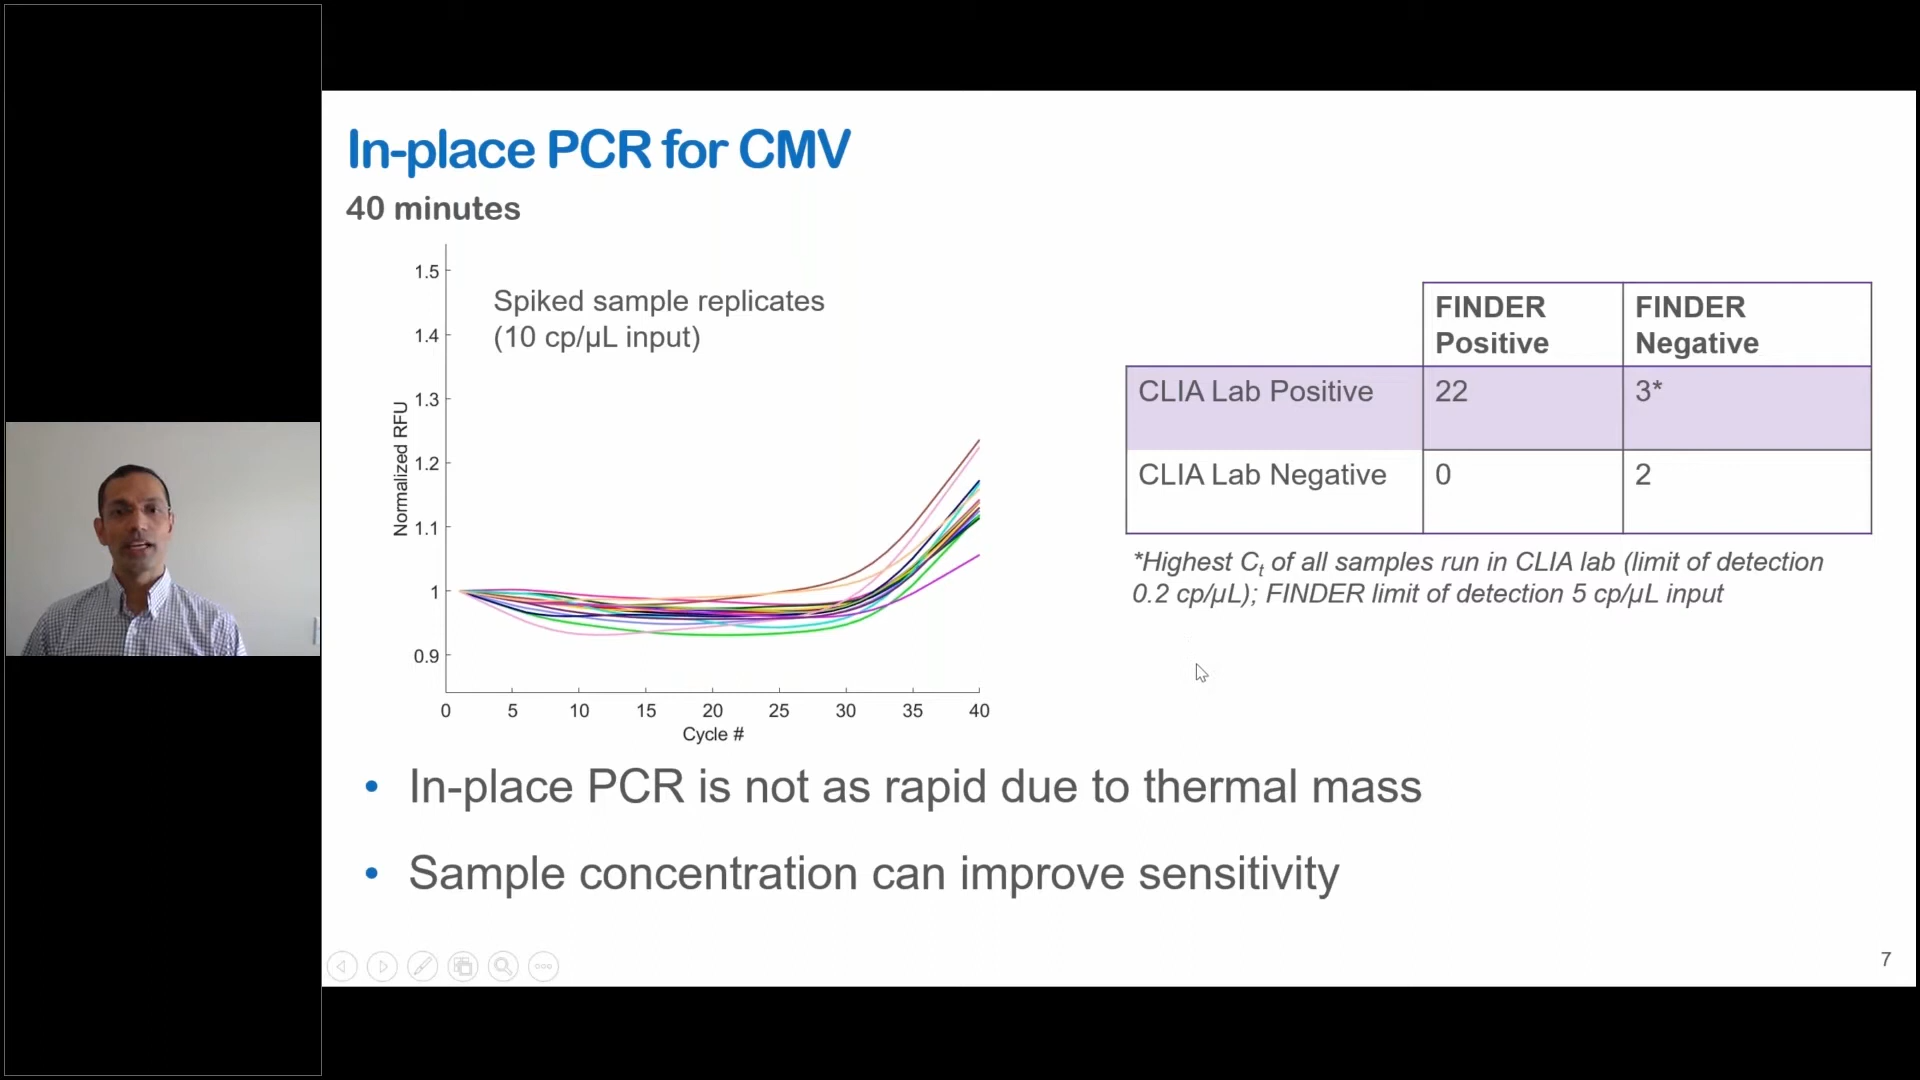 In-place PCR for CMV
40 minutes
Spiked sample replicates
(10 cp/µL input)
1.5
1.4
1.3
1.2
1.1
1
0.9
Normalized RFU
0 5 10 15 20 25 30 35 40
Cycle #
FINDER Positive
FINDER Negative
CLIA Lab Positive 22 3*
CLIA Lab Negative 0 2
*Highest Ct of all samples run in CLIA lab (limit of detection
0.2 cp/µL); FINDER limit of detection 5 cp/µL input
• In-place PCR is not as rapid due to thermal mass
• Sample concentration can improve sensitivity
7